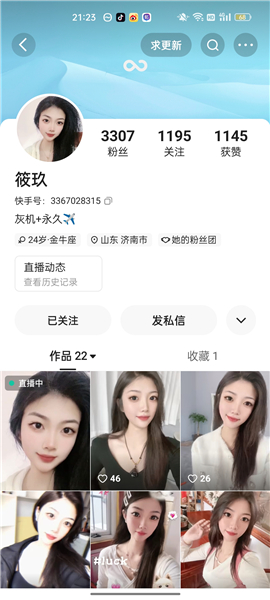 21:23
求更新
3307
1195
1145
粉丝
关注
获赞
筱玖
快手号：3367028315
灰机+永久✈️
24岁·金牛座
山东 济南市
她的粉丝团
直播动态
查看历史记录
已关注
发私信
作品 22
收藏 1
直播中
46
26
#luck